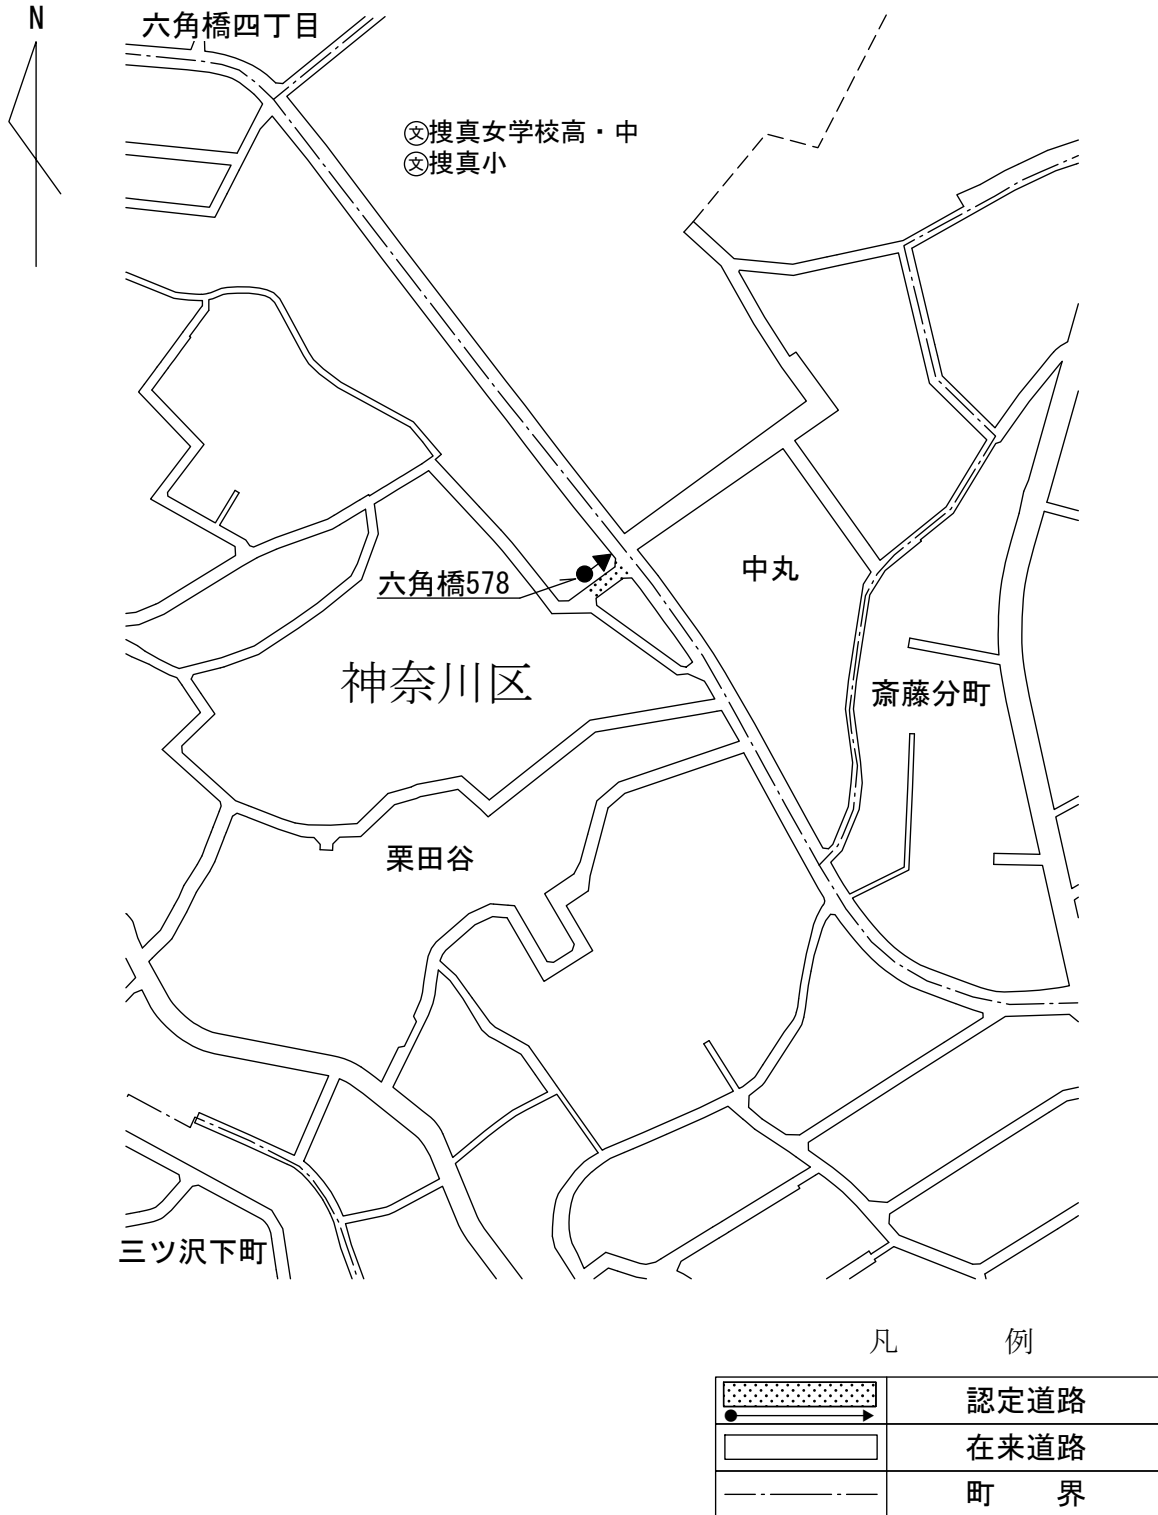 N
六角橋四丁目
㊫捜真女学校高・中
㊫捜真小
中丸
六角橋578
神奈川区
斎藤分町
栗田谷
三ツ沢下町
凡 例
認定道路
在来道路
町 界